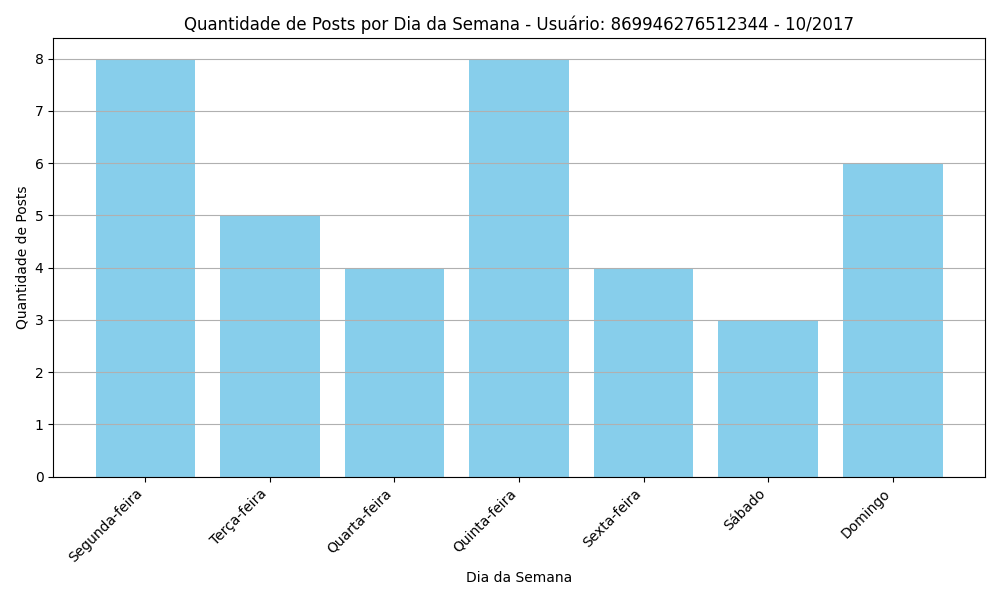 Quantidade de Posts por Dia da Semana - Usuário: 869946276512344 - 10/2017
Quantidade de Posts
8
7
6
5
4
3
2
1
0
Segunda-feira
Terça-feira
Quarta-feira
Quinta-feira
Sexta-feira
Sábado
Domingo
Dia da Semana